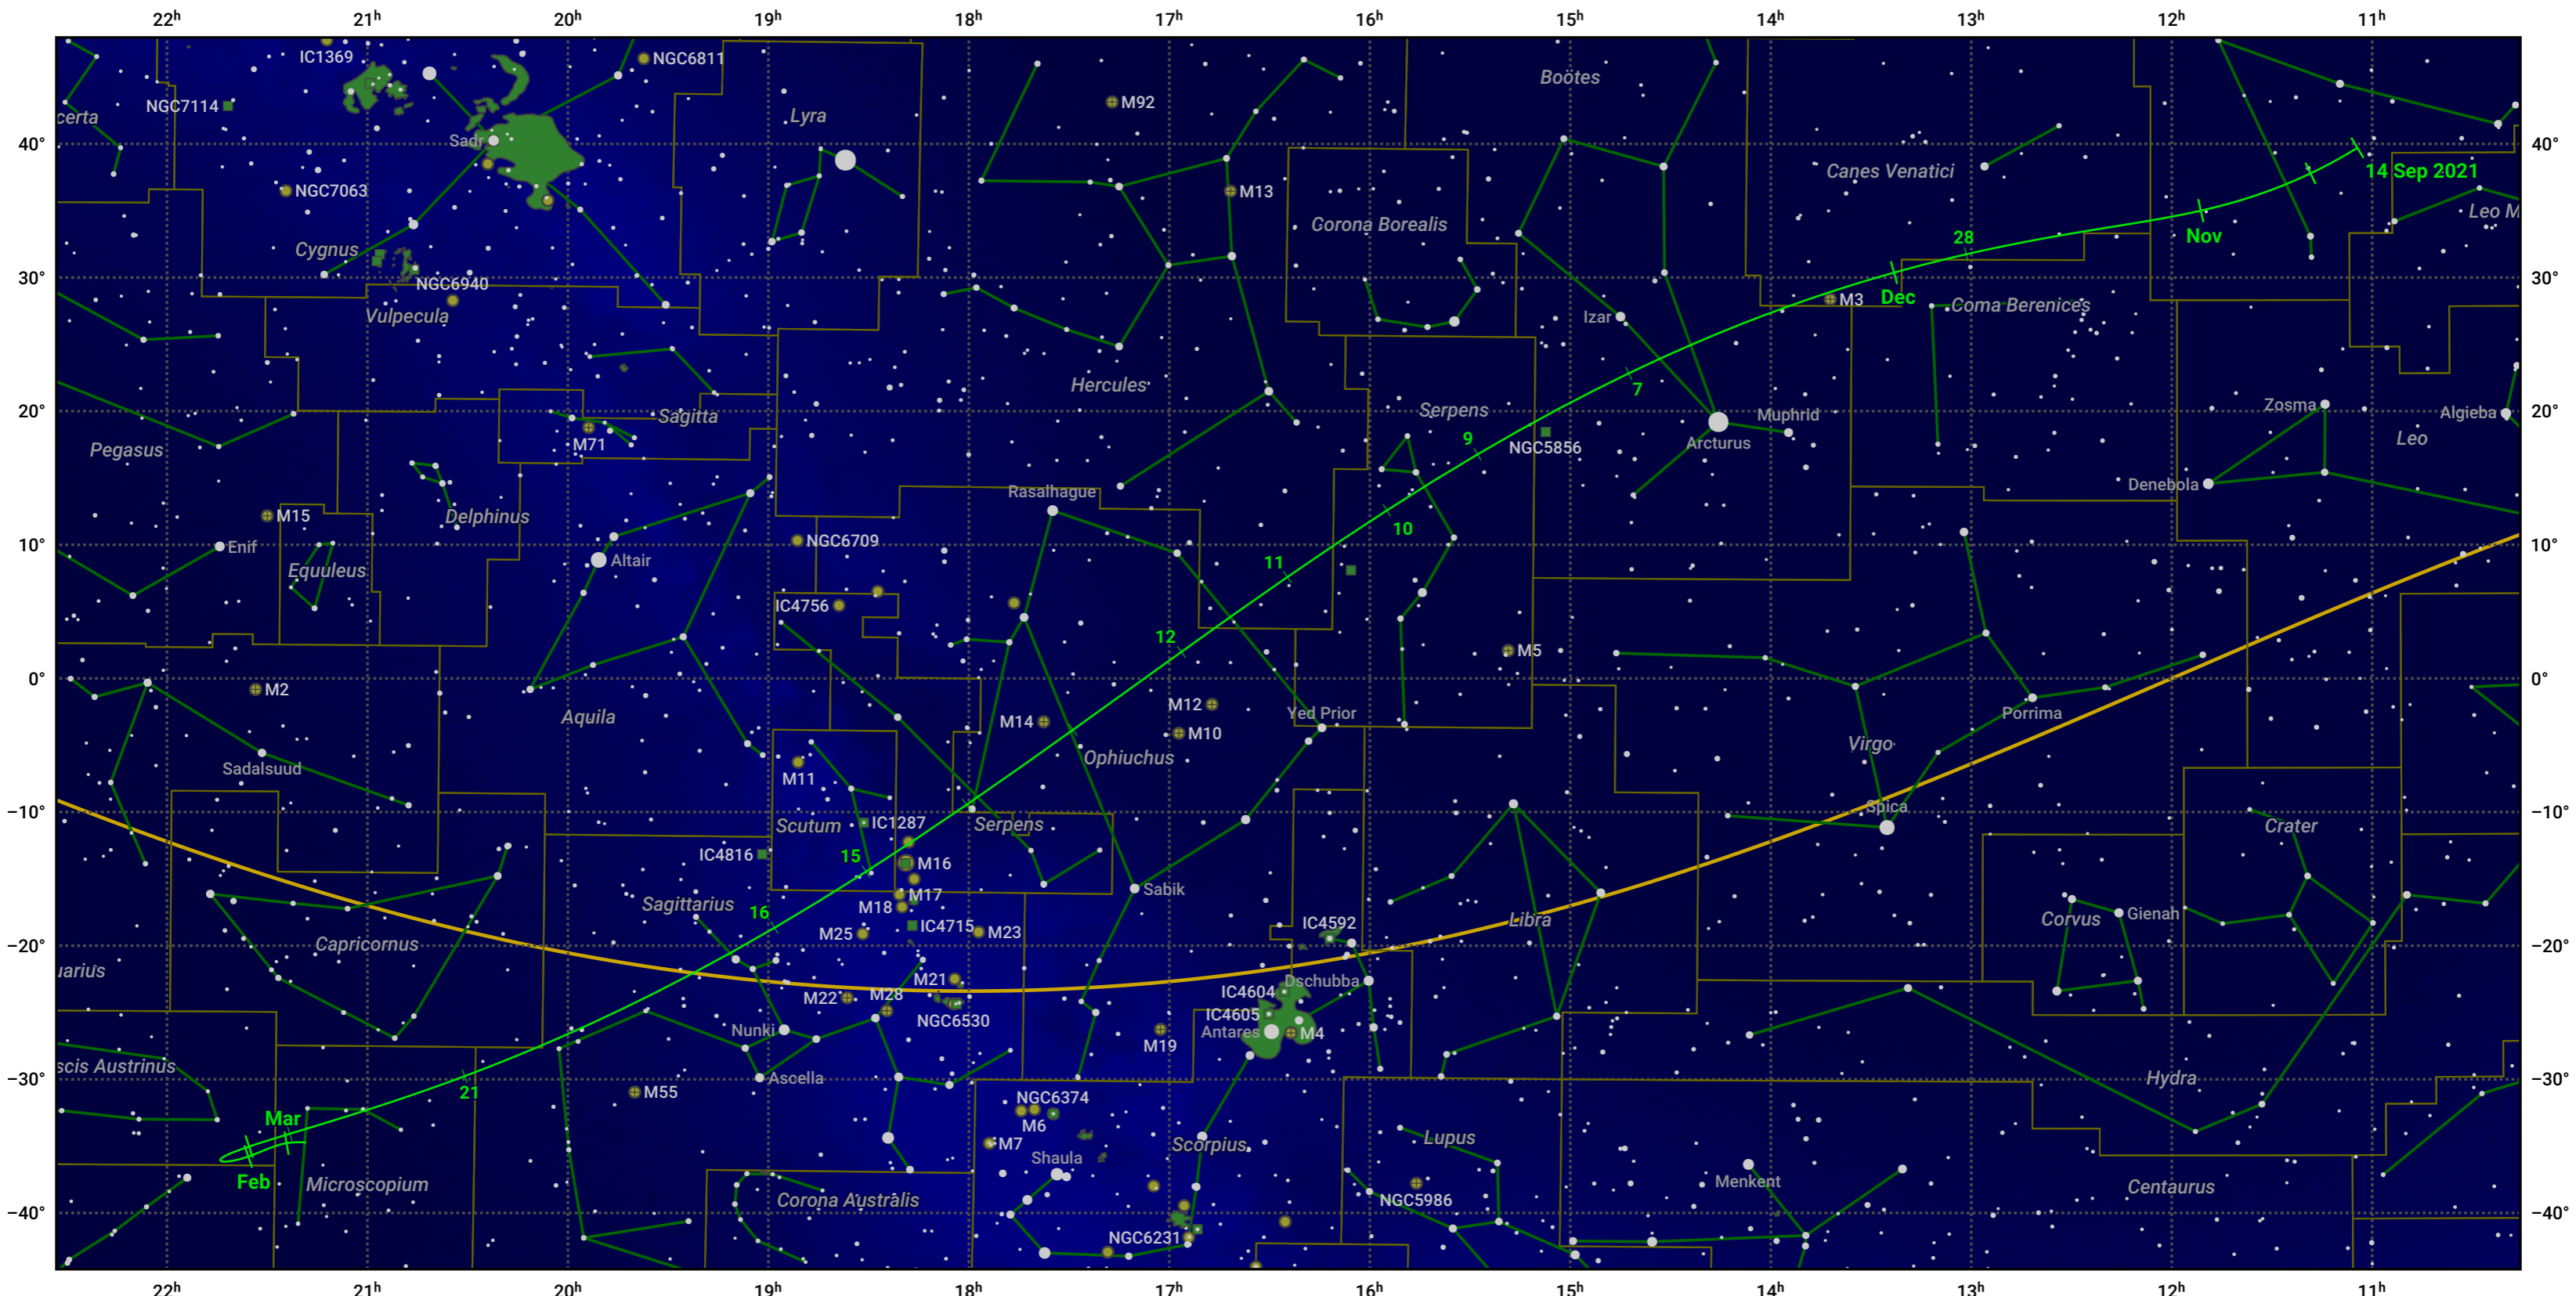 22h 21h 20h 19h 18h 17h 16h 15h 14h 13h 12h 11h
IC1369
NGC6811
Boötes
NGC7114
M92
certa
Lyra
40°
Sadr
40°
14 Sep 2021
Canes Venatici
NGC7063
M13
Leo M
Corona Borealis
Cygnus
Nov
28
30°
30°
NGC6940
Dec
M3
Coma Berenices
Vulpecula
Izar
Hercules
7
Zosma
20°
Sagitta
Serpens
Muphrid
Algieba
20°
M71
9
Arcturus
Leo
Pegasus
NGC5856
Denebola
Rasalhague
M15
Delphinus
10
10°
Enif
NGC6709
10°
Altair
11
Equuleus
IC4756
12
M5
0°
M2
0°
M12
Aquila
M14
Yed Prior
Porrima
M10
Virgo
Sadalsuud
Ophiuchus
M11
−10°
Spica
−10°
Scutum
IC1287
Serpens
Crater
IC4816
15
M16
Sabik
M17
Sagittarius
M18
16
Libra
Corvus
Gienah
IC4592
M25
IC4715
M23
−20°
Capricornus
−20°
uarius
M21
Dschubba
M22
M28
IC4604
NGC6530
IC4605
Nunki
Antares
M4
M19
scis Austrinus
Ascella
Hydra
−30°
21
M55
−30°
NGC6374
Mar
M6
M7
Scorpius
Lupus
Shaula
Feb
Microscopium
Menkent
Centaurus
Corona Australis
NGC5986
−40°
−40°
NGC6231
22h 21h 20h 19h 18h 17h 16h 15h 14h 13h 12h 11h